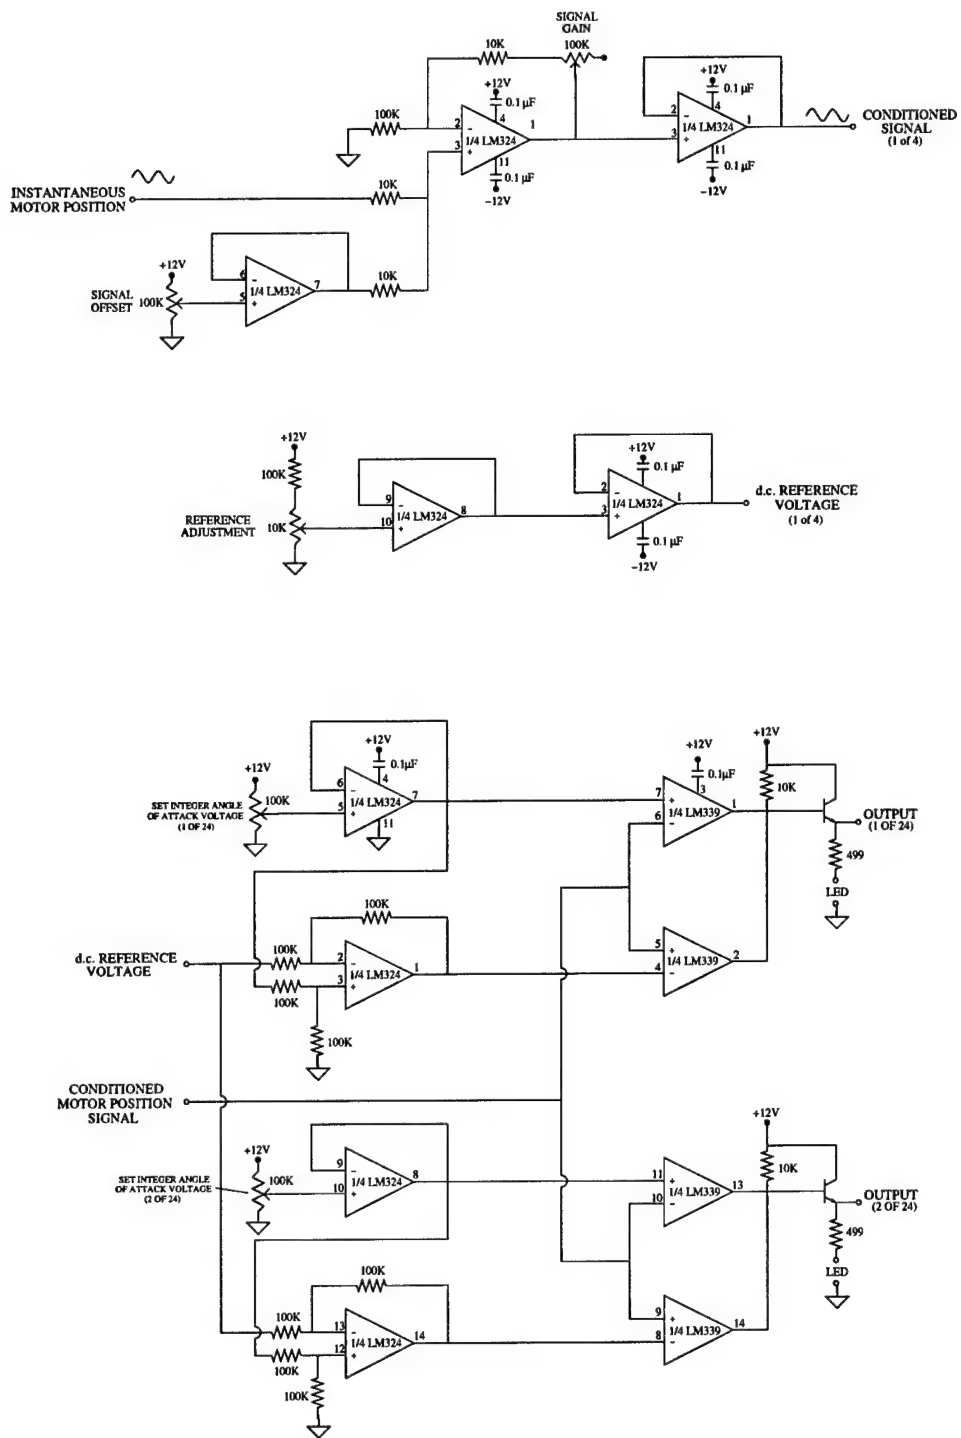 SIGNAL
GAIN
10K
100K
+12V
0.1 µF
4
100K
2
−
1
1/4 LM324
3
+
11
0.1 µF
−12V
+12V
0.1 µF
4
2
−
1
1/4 LM324
3
+
11
0.1 µF
−12V
CONDITIONED
SIGNAL
(1 of 4)
INSTANTANEOUS
MOTOR POSITION
10K
+12V
SIGNAL
OFFSET
100K
6
−
7
1/4 LM324
5
+
10K
+12V
100K
REFERENCE
ADJUSTMENT
10K
9
−
8
1/4 LM324
10
+
+12V
0.1 µF
2
−
1
1/4 LM324
3
+
0.1 µF
−12V
d.c. REFERENCE
VOLTAGE
(1 of 4)
+12V
0.1µF
4
6
−
7
1/4 LM324
5
+
11
+12V
100K
SET INTEGER ANGLE
OF ATTACK VOLTAGE
(1 OF 24)
+12V
0.1µF
3
7
+
1
1/4 LM339
6
−
+12V
10K
OUTPUT
(1 OF 24)
499
LED
100K
d.c. REFERENCE
VOLTAGE
100K
2
−
1
1/4 LM324
3
+
100K
100K
5
+
2
1/4 LM339
4
−
CONDITIONED
MOTOR POSITION
SIGNAL
+12V
100K
SET INTEGER ANGLE
OF ATTACK VOLTAGE
(2 OF 24)
9
−
8
1/4 LM324
10
+
11
+
13
1/4 LM339
10
−
+12V
10K
OUTPUT
(2 OF 24)
499
LED
100K
100K
13
−
14
1/4 LM324
12
+
100K
100K
9
+
14
1/4 LM339
8
−